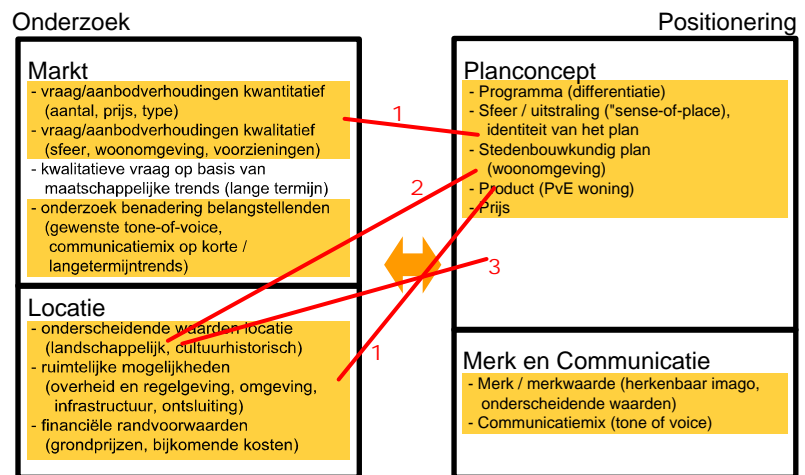 Onderzoek
Positionering
Markt
- vraag/aanbodverhoudingen kwantitatief
(aantal, prijs, type)
- vraag/aanbodverhoudingen kwalitatief
(sfeer, woonomgeving, voorzieningen)
- kwalitatieve vraag op basis van
maatschappelijke trends (lange termijn)
- onderzoek benadering belangstellenden
(gewenste tone-of-voice,
communicatiemix op korte /
langetermijntrends)
Locatie
- onderscheidende waarden locatie
(landschappelijk, cultuurhistorisch)
- ruimtelijke mogelijkheden
(overheid en regelgeving, omgeving,
infrastructuur, ontsluiting)
- financiële randvoorwaarden
(grondprijzen, bijkomende kosten)
1
2
3
1
Planconcept
- Programma (differentiatie)
- Sfeer / uitstraling ("sense-of-place),
identiteit van het plan
- Stedenbouwkundig plan
(woonomgeving)
- Product (PvE woning)
- Prijs
Merk en Communicatie
- Merk / merkwaarde (herkenbaar imago,
onderscheidende waarden)
- Communicatiemix (tone of voice)